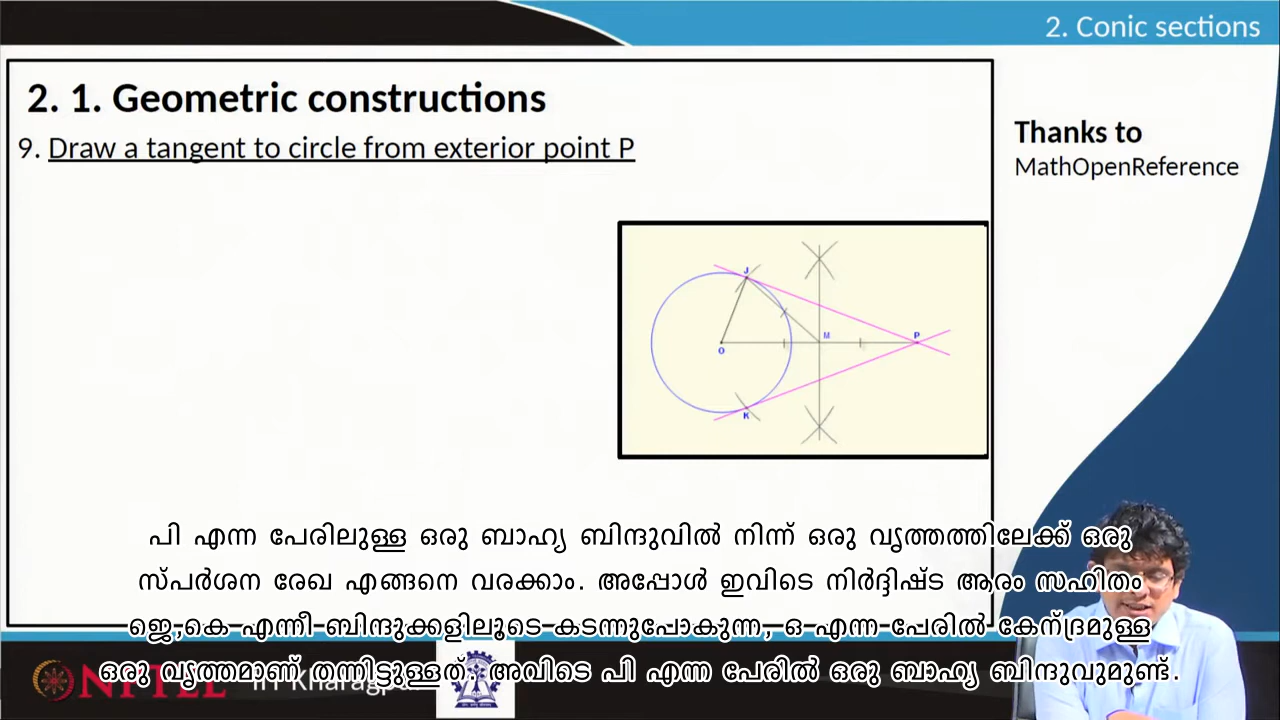 2. Conic sections
2. 1. Geometric constructions
9. Draw a tangent to circle from exterior point P
Thanks to
MathOpenReference
J
M
P
O
K
പി എന്ന പേരിലുള്ള ഒരു ബാഹ്യ ബിന്ദുവിൽ നിന്ന് ഒരു വൃത്തത്തിലേക്ക് ഒരു
സ്പർശന രേഖ എങ്ങനെ വരക്കാം. അപ്പോൾ ഇവിടെ നിർദ്ദിഷ്ട ആരം സഹിതം
ജെ,കെ എന്നീ ബിന്ദുക്കളിലൂടെ കടന്നുപോകുന്ന, ഒ എന്ന പേരിൽ കേന്ദ്രമുള്ള
ഒരു വൃത്തമാണ് തന്നിട്ടുള്ളത്. അവിടെ പി എന്ന പേരിൽ ഒരു ബാഹ്യ ബിന്ദുവുമുണ്ട്.
NPTEL IIT Kharagpur